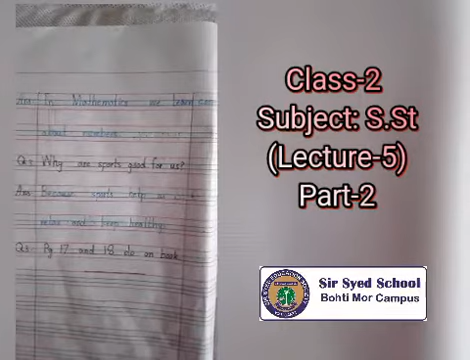 Ans: In Mathematics we learn
about numbers.
Q: Why are sports good for us?
Ans: Because sports help us
relax and keep healthy.
Q: Pg 17 and 18 do on book
Class-2
Subject: S.St
(Lecture-5)
Part-2
Sir Syed School
Bohti Mor Campus